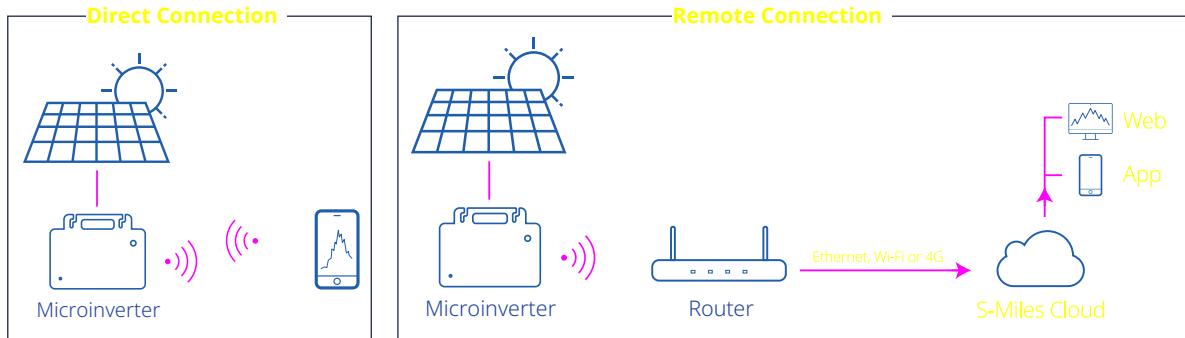 Direct Connection
Remote Connection
Web
App
Ethernet, Wi-Fi or 4G
Microinverter
Microinverter
Router
S-Miles Cloud